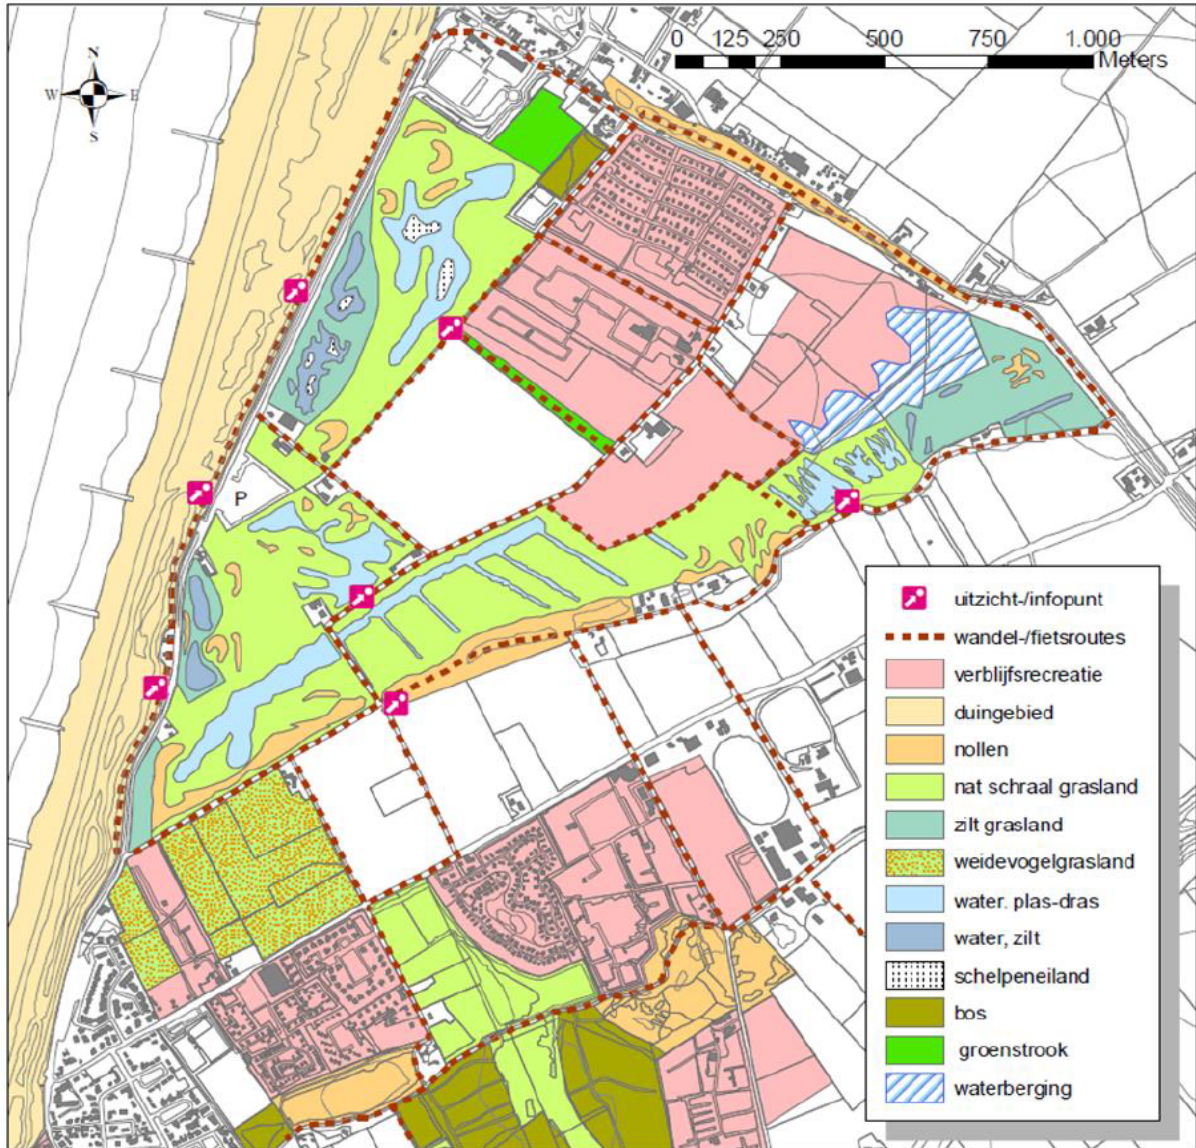 N
W E
S
0 125 250 500 750 1.000
Meters
P
uitzicht-/infopunt
wandel-/fietsroutes
verblijfsrecreatie
duingebied
nollen
nat schraal grasland
zilt grasland
weidevogelgrasland
water. plas-dras
water, zilt
schelpeneiland
bos
groenstrook
waterberging